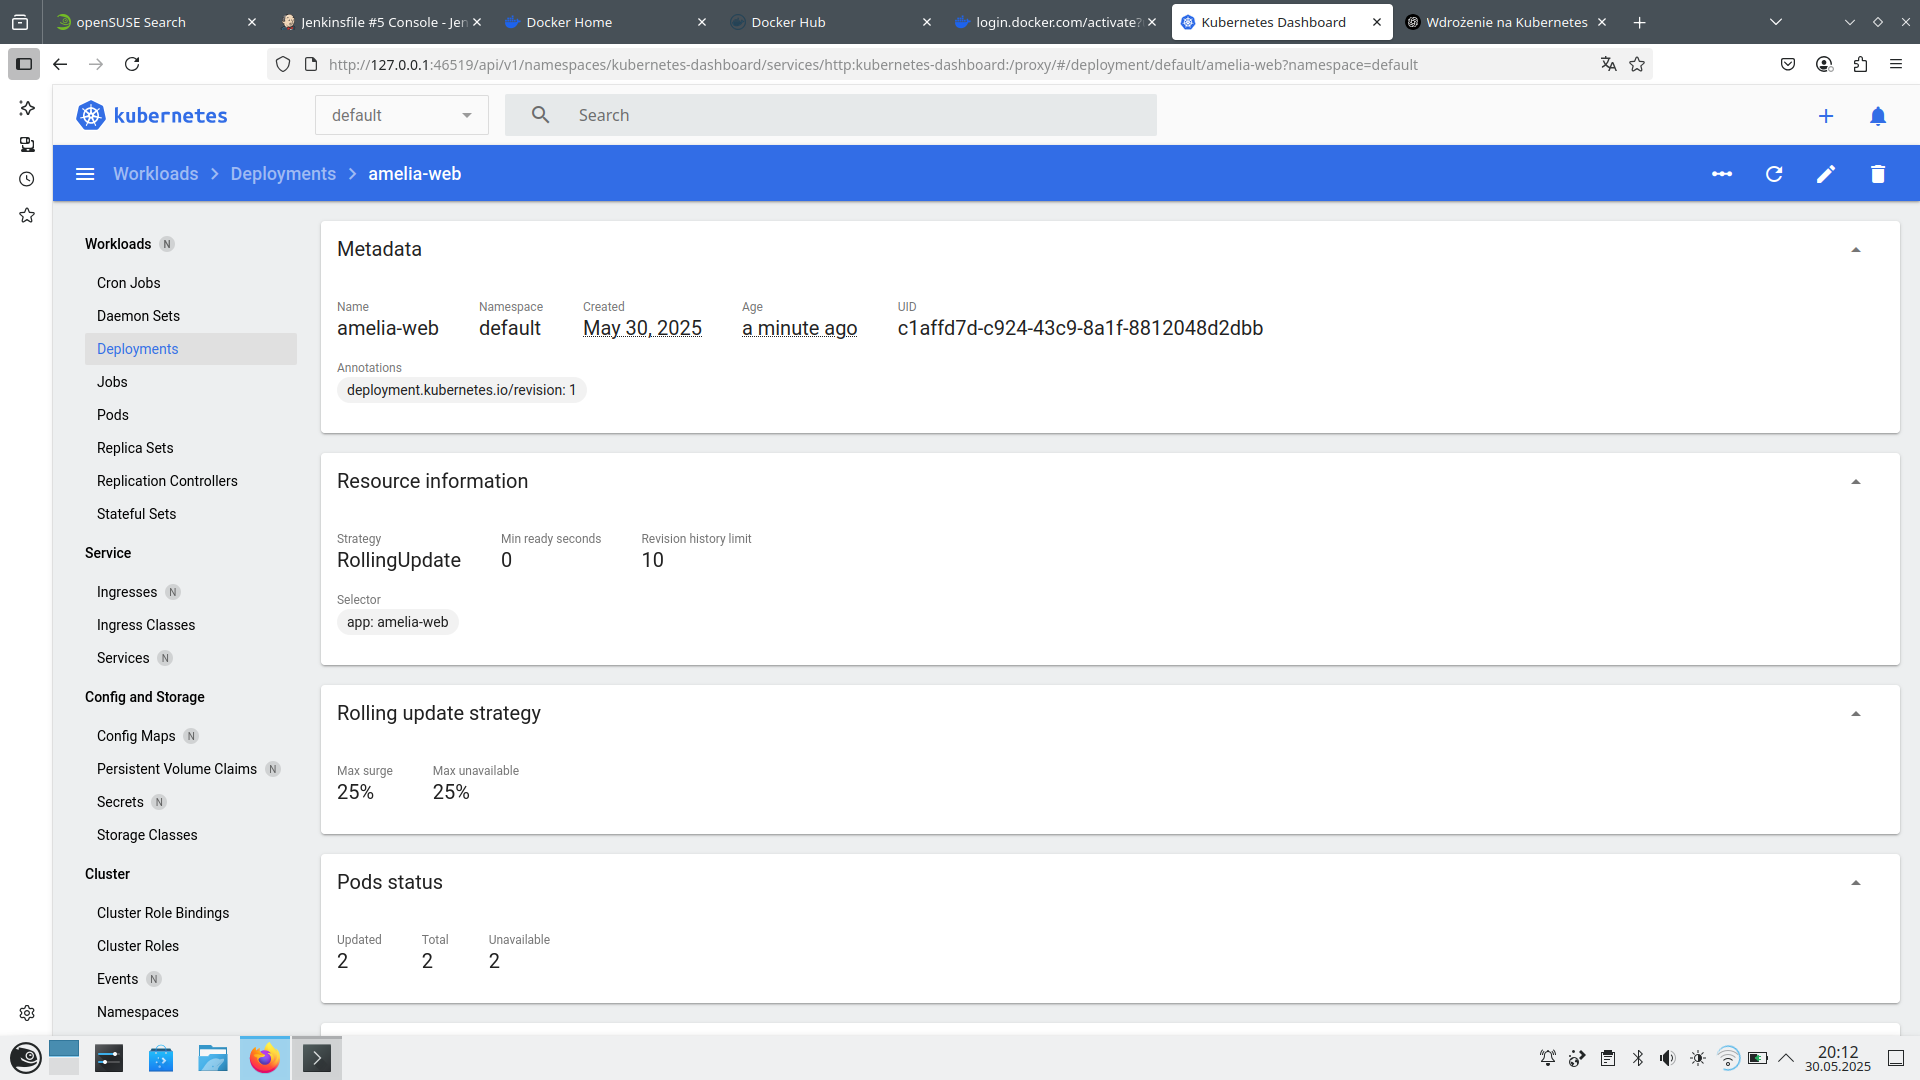 openSUSE Search
Jenkinsfile #5 Console - Jen
Docker Home
Docker Hub
login.docker.com/activate?
Kubernetes Dashboard
Wdrożenie na Kubernetes
http://127.0.0.1:46519/api/v1/namespaces/kubernetes-dashboard/services/http:kubernetes-dashboard:/proxy/#/deployment/default/amelia-web?namespace=default
kubernetes
default
Search
Workloads
Deployments
amelia-web
Workloads N
Cron Jobs
Daemon Sets
Deployments
Jobs
Pods
Replica Sets
Replication Controllers
Stateful Sets
Service
Ingresses N
Ingress Classes
Services N
Config and Storage
Config Maps N
Persistent Volume Claims N
Secrets N
Storage Classes
Cluster
Cluster Role Bindings
Cluster Roles
Events N
Namespaces
Metadata
Name Namespace Created Age UID
amelia-web default May 30, 2025 a minute ago c1affd7d-c924-43c9-8a1f-8812048d2dbb
Annotations
deployment.kubernetes.io/revision: 1
Resource information
Strategy Min ready seconds Revision history limit
RollingUpdate 0 10
Selector
app: amelia-web
Rolling update strategy
Max surge Max unavailable
25% 25%
Pods status
Updated Total Unavailable
2 2 2
20:12
30.05.2025